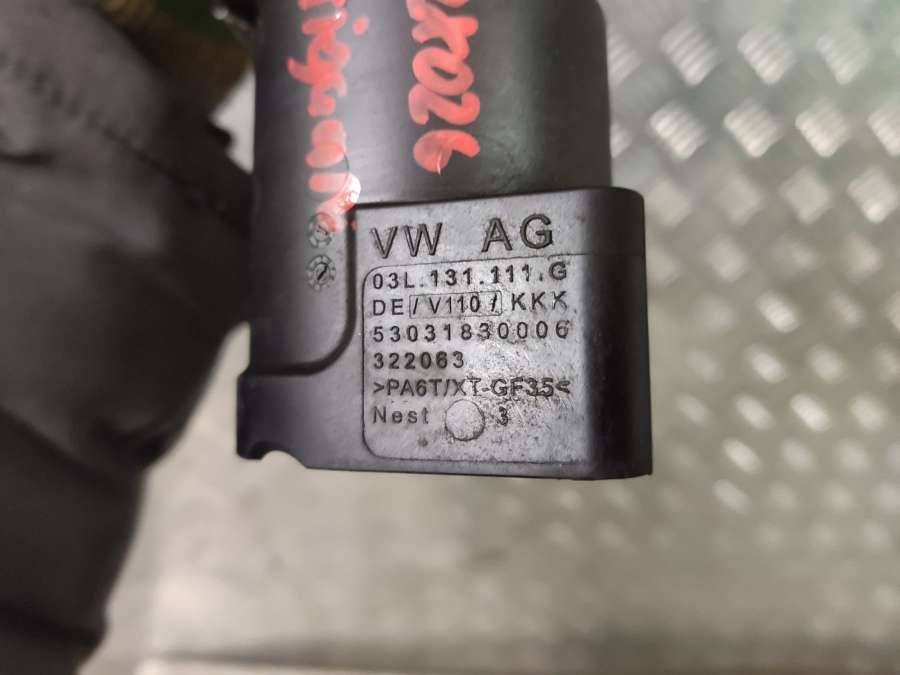 VW AG
03L.131.111.G
DE /V110/ KKK
53031830006
322063
>PA6T/XT-GF35<
Nest 3